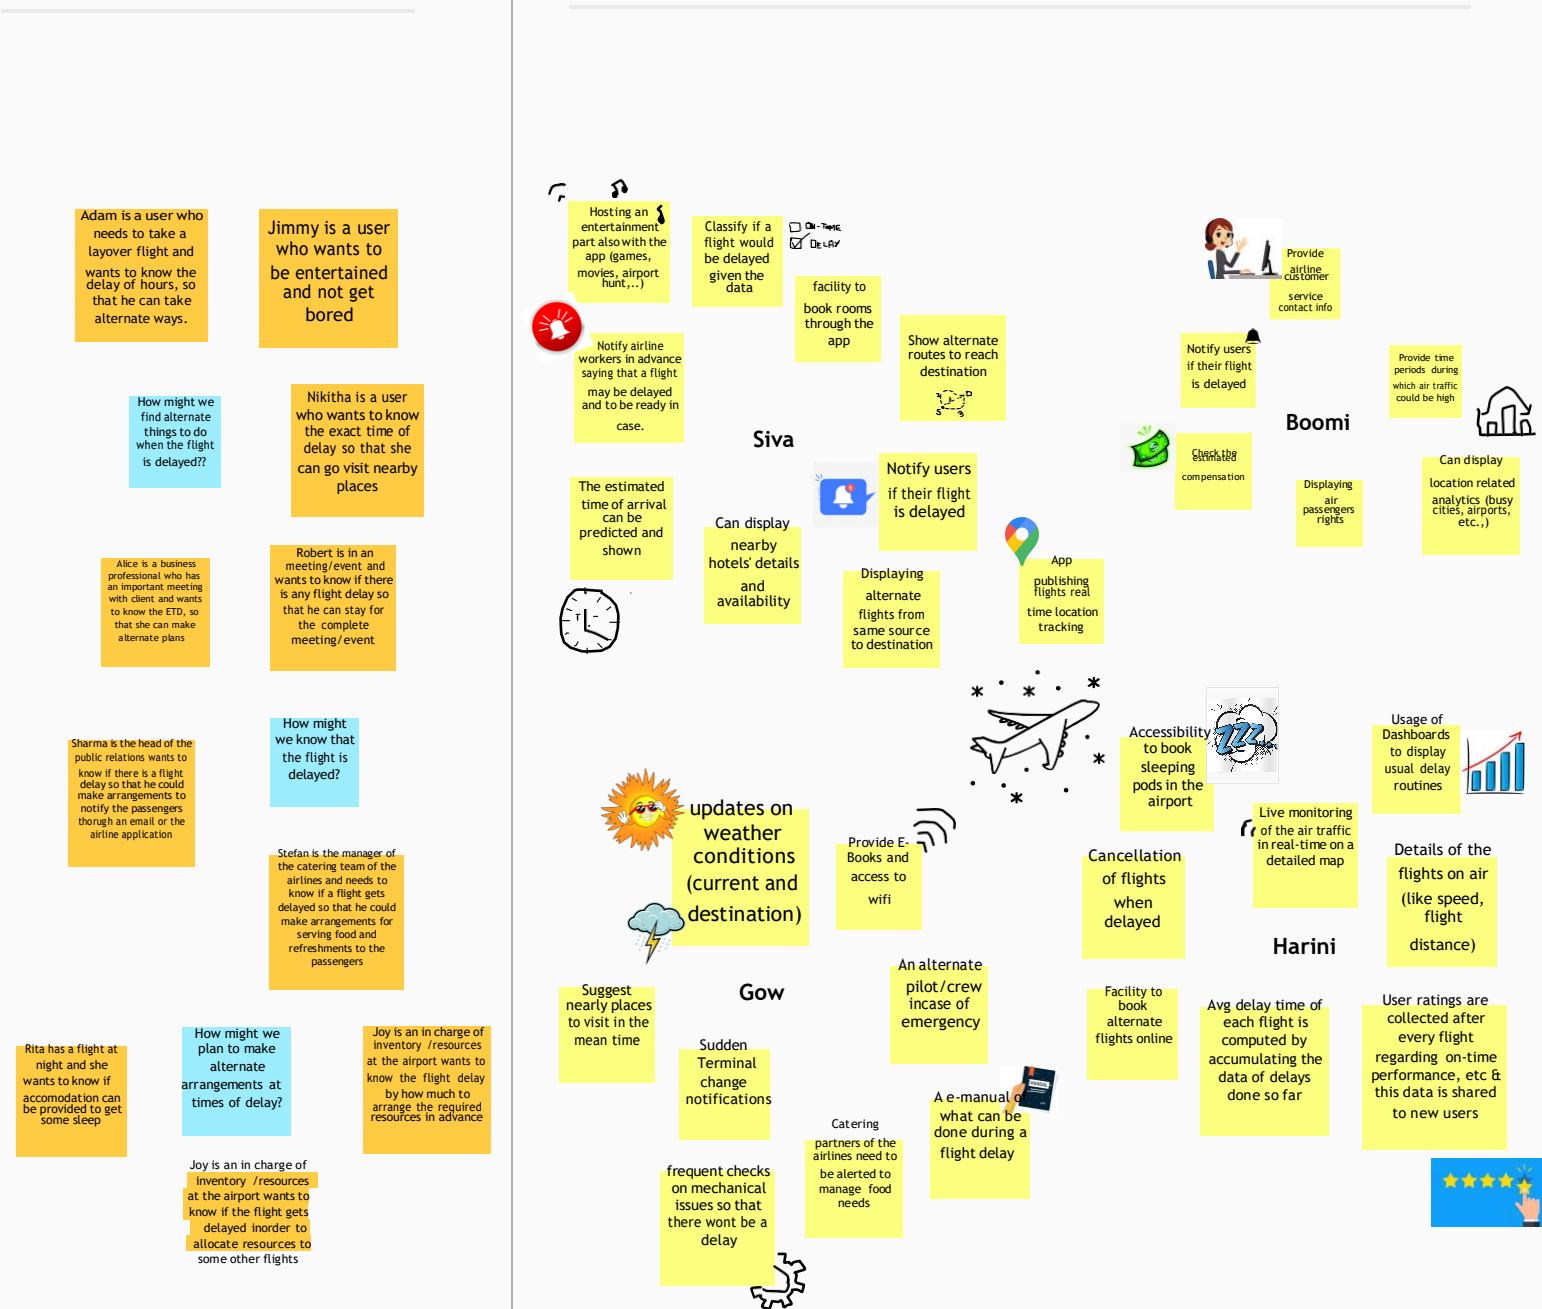 Adam is a user who
needs to take a
layover flight and
wants to know the
delay of hours, so
that he can take
alternate ways.
Jimmy is a user
who wants to
be entertained
and not get
bored
How might we
find alternate
things to do
when the flight
is delayed??
Nikitha is a user
who wants to know
the exact time of
delay so that she
can go visit nearby
places
Alice is a business
professional who has
an important meeting
with client and wants
to know the ETD, so
that she can make
alternate plans
Robert is in an
meeting/event and
wants to know if there
is any flight delay so
that he can stay for
the complete
meeting/event
Sharma is the head of the
public relations wants to
know if there is a flight
delay so that he could
make arrangements to
notify the passengers
thorugh an email or the
airline application
How might
we know that
the flight is
delayed?
Stefan is the manager of
the catering team of the
airlines and needs to
know if a flight gets
delayed so that he could
make arrangements for
serving food and
refreshments to the
passengers
Rita has a flight at
night and she
wants to know if
accomodation can
be provided to get
some sleep
How might we
plan to make
alternate
arrangements at
times of delay?
Joy is an in charge of
inventory /resources
at the airport wants to
know the flight delay
by how much to
arrange the required
resources in advance
Joy is an in charge of
inventory /resources
at the airport wants to
know if the flight gets
delayed inorder to
allocate resources to
some other flights
Hosting an
entertainment
part also with the
app (games,
movies, airport
hunt,..)
Classify if a
flight would
be delayed
given the
data
ON-TIME
DELAY
facility to
book rooms
through the
app
Show alternate
routes to reach
destination
S
D
S
Notify airline
workers in advance
saying that a flight
may be delayed
and to be ready in
case.
Siva
The estimated
time of arrival
can be
predicted and
shown
Can display
nearby
hotels' details
and
availability
Notify users
if their flight
is delayed
Displaying
alternate
flights from
same source
to destination
App
publishing
flights real
time location
tracking
Provide
airline
customer
service
contact info
Notify users
if their flight
is delayed
Provide time
periods during
which air traffic
could be high
Boomi
Check the
estimated
compensation
Displaying
air
passengers
rights
Can display
location related
analytics (busy
cities, airports,
etc.,)
updates on
weather
conditions
(current and
destination)
Provide E-
Books and
access to
wifi
Gow
Suggest
nearly places
to visit in the
mean time
Sudden
Terminal
change
notifications
An alternate
pilot/crew
incase of
emergency
frequent checks
on mechanical
issues so that
there wont be a
delay
Catering
partners of the
airlines need to
be alerted to
manage food
needs
MANUAL
A e-manual of
what can be
done during a
flight delay
Accessibility
to book
sleeping
pods in the
airport
ZZZ...
Usage of
Dashboards
to display
usual delay
routines
Live monitoring
of the air traffic
in real-time on a
detailed map
Cancellation
of flights
when
delayed
Details of the
flights on air
(like speed,
flight
distance)
Harini
Facility to
book
alternate
flights online
Avg delay time of
each flight is
computed by
accumulating the
data of delays
done so far
User ratings are
collected after
every flight
regarding on-time
performance, etc &
this data is shared
to new users